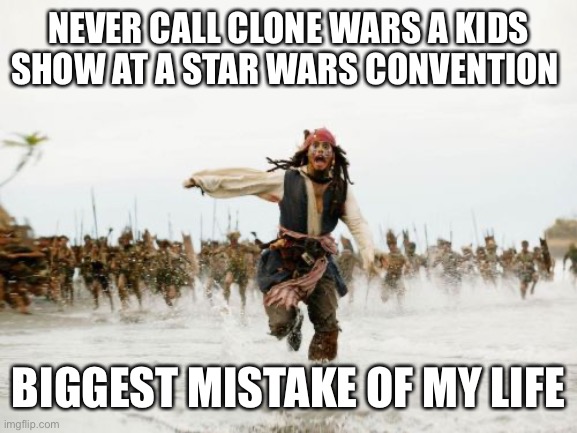 NEVER CALL CLONE WARS A KIDS
SHOW AT A STAR WARS CONVENTION
BIGGEST MISTAKE OF MY LIFE
imgflip.com